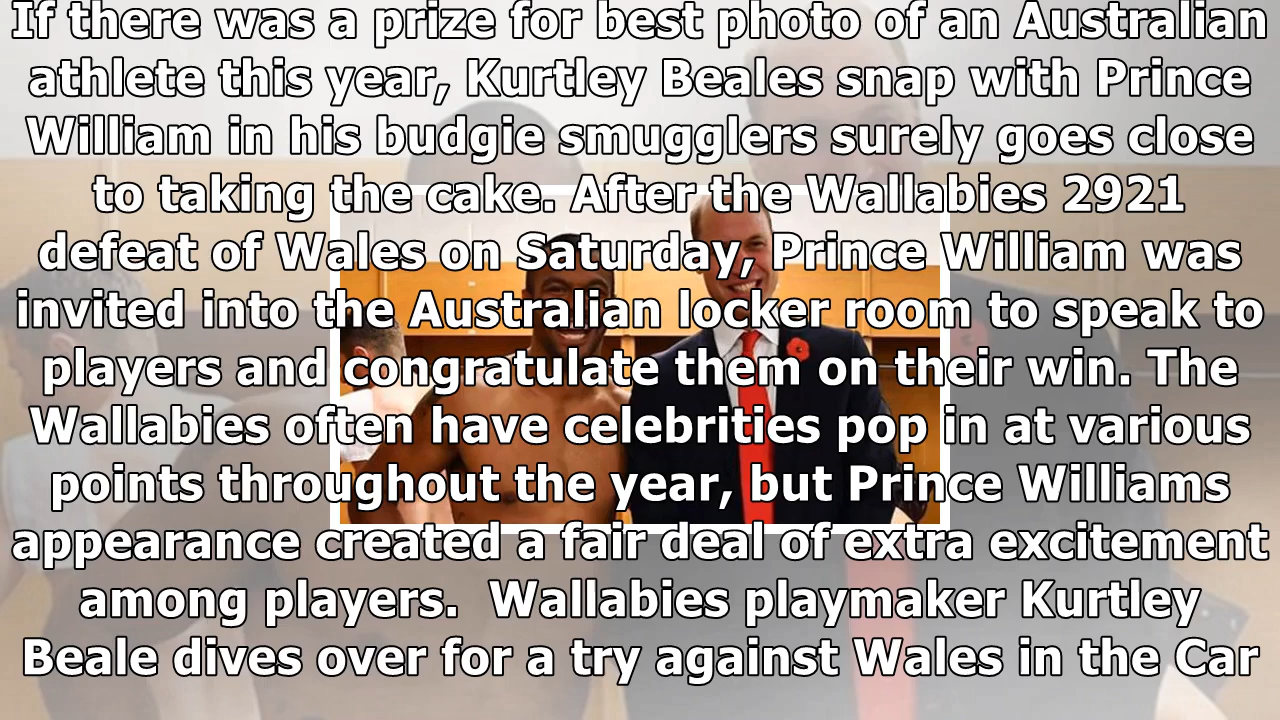 If there was a prize for best photo of an Australian
athlete this year, Kurtley Beales snap with Prince
William in his budgie smugglers surely goes close
to taking the cake. After the Wallabies 2921
defeat of Wales on Saturday, Prince William was
invited into the Australian locker room to speak to
players and congratulate them on their win. The
Wallabies often have celebrities pop in at various
points throughout the year, but Prince Williams
appearance created a fair deal of extra excitement
among players.  Wallabies playmaker Kurtley
Beale dives over for a try against Wales in the Car